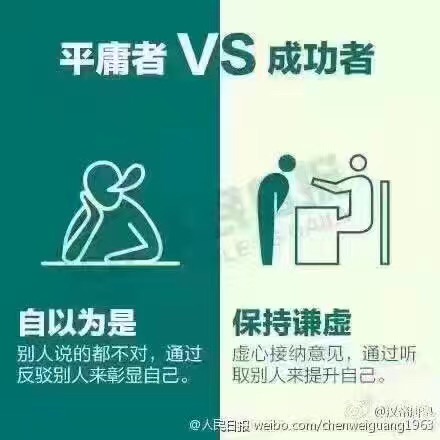 平庸者 VS 成功者
自以为是
别人说的都不对，通过
反驳别人来彰显自己。
保持谦虚
虚心接纳意见，通过听
取别人来提升自己。
@人民日报 weibo.com/chenweiguang1963